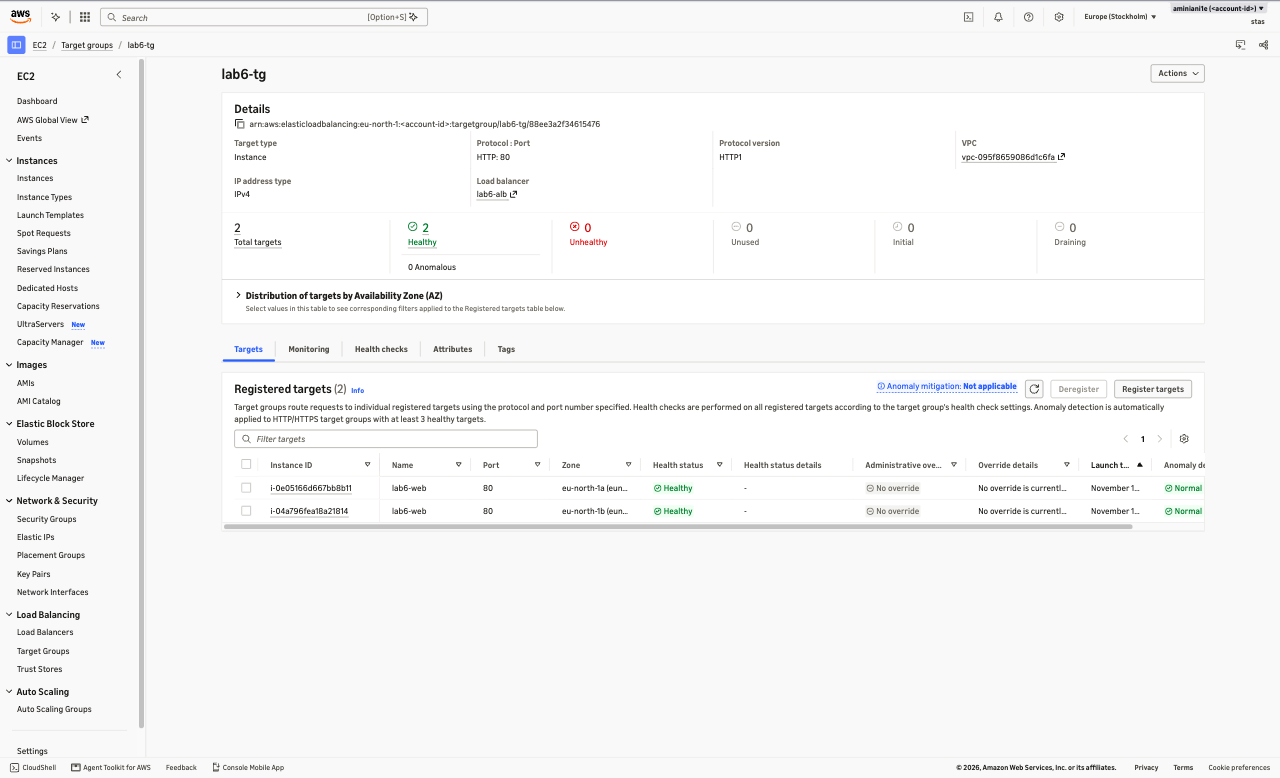 aws
Search
[Option+S]
Europe (Stockholm)
aminiani1e (<account-id>)
stas
EC2 / Target groups / lab6-tg
EC2
Dashboard
AWS Global View
Events
Instances
Instances
Instance Types
Launch Templates
Spot Requests
Savings Plans
Reserved Instances
Dedicated Hosts
Capacity Reservations
UltraServers New
Capacity Manager New
Images
AMIs
AMI Catalog
Elastic Block Store
Volumes
Snapshots
Lifecycle Manager
Network & Security
Security Groups
Elastic IPs
Placement Groups
Key Pairs
Network Interfaces
Load Balancing
Load Balancers
Target Groups
Trust Stores
Auto Scaling
Auto Scaling Groups
Settings
lab6-tg
Actions
Details
arn:aws:elasticloadbalancing:eu-north-1:<account-id>:targetgroup/lab6-tg/88ee3a2f34615476
Target type
Instance
Protocol : Port
HTTP: 80
Protocol version
HTTP1
VPC
vpc-095f8659086d1c6fa
IP address type
IPv4
Load balancer
lab6-alb
2
Total targets
2
Healthy
0 Anomalous
0
Unhealthy
0
Unused
0
Initial
0
Draining
Distribution of targets by Availability Zone (AZ)
Select values in this table to see corresponding filters applied to the Registered targets table below.
Targets Monitoring Health checks Attributes Tags
Registered targets (2) Info
Anomaly mitigation: Not applicable
Deregister
Register targets
Target groups route requests to individual registered targets using the protocol and port number specified. Health checks are performed on all registered targets according to the target group's health check settings. Anomaly detection is automatically
applied to HTTP/HTTPS target groups with at least 3 healthy targets.
Filter targets
1
Instance ID Name Port Zone Health status Health status details Administrative ove... Override details Launch t... Anomaly de
i-0e05166d667bb8b11 lab6-web 80 eu-north-1a (eun... Healthy - No override No override is currentl... November 1... Normal
i-04a796fea18a21814 lab6-web 80 eu-north-1b (eun... Healthy - No override No override is currentl... November 1... Normal
CloudShell Agent Toolkit for AWS Feedback Console Mobile App
© 2026, Amazon Web Services, Inc. or its affiliates. Privacy Terms Cookie preferences